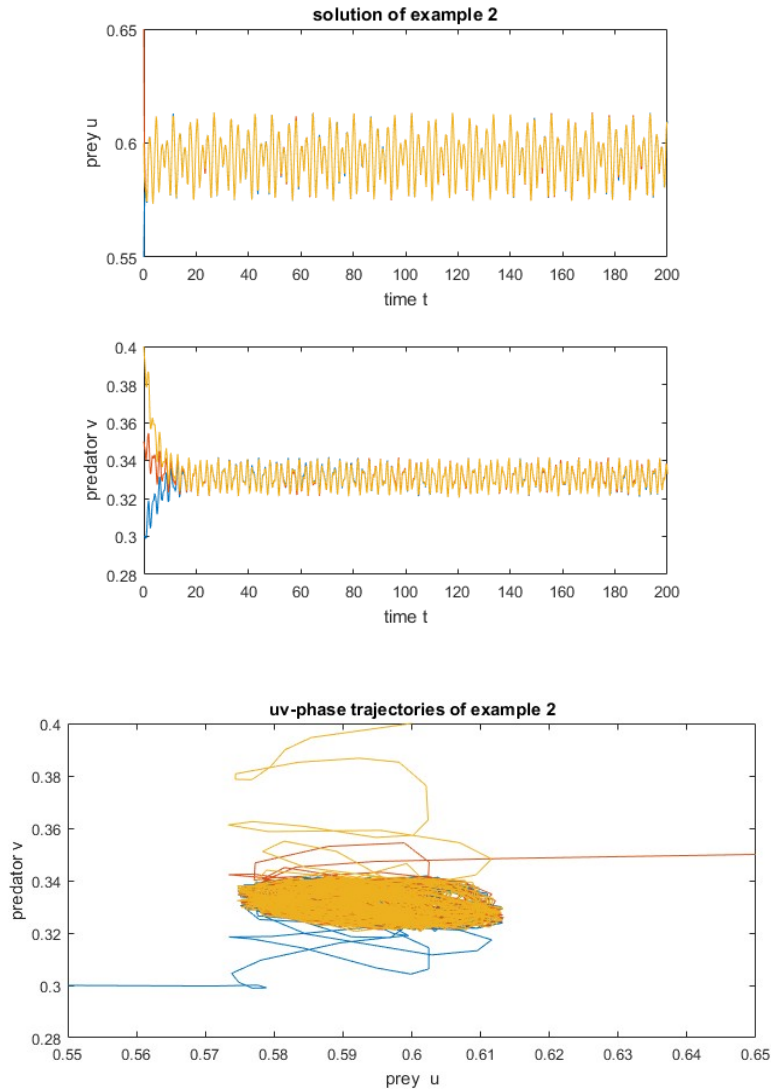 solution of example 2
0.65
0.6
0.55
prey u
0 20 40 60 80 100 120 140 160 180 200
time t
0.4
0.38
0.36
0.34
0.32
0.3
0.28
predator v
0 20 40 60 80 100 120 140 160 180 200
time t
uv-phase trajectories of example 2
0.4
0.38
0.36
0.34
0.32
0.3
0.28
predator v
0.55 0.56 0.57 0.58 0.59 0.6 0.61 0.62 0.63 0.64 0.65
prey u